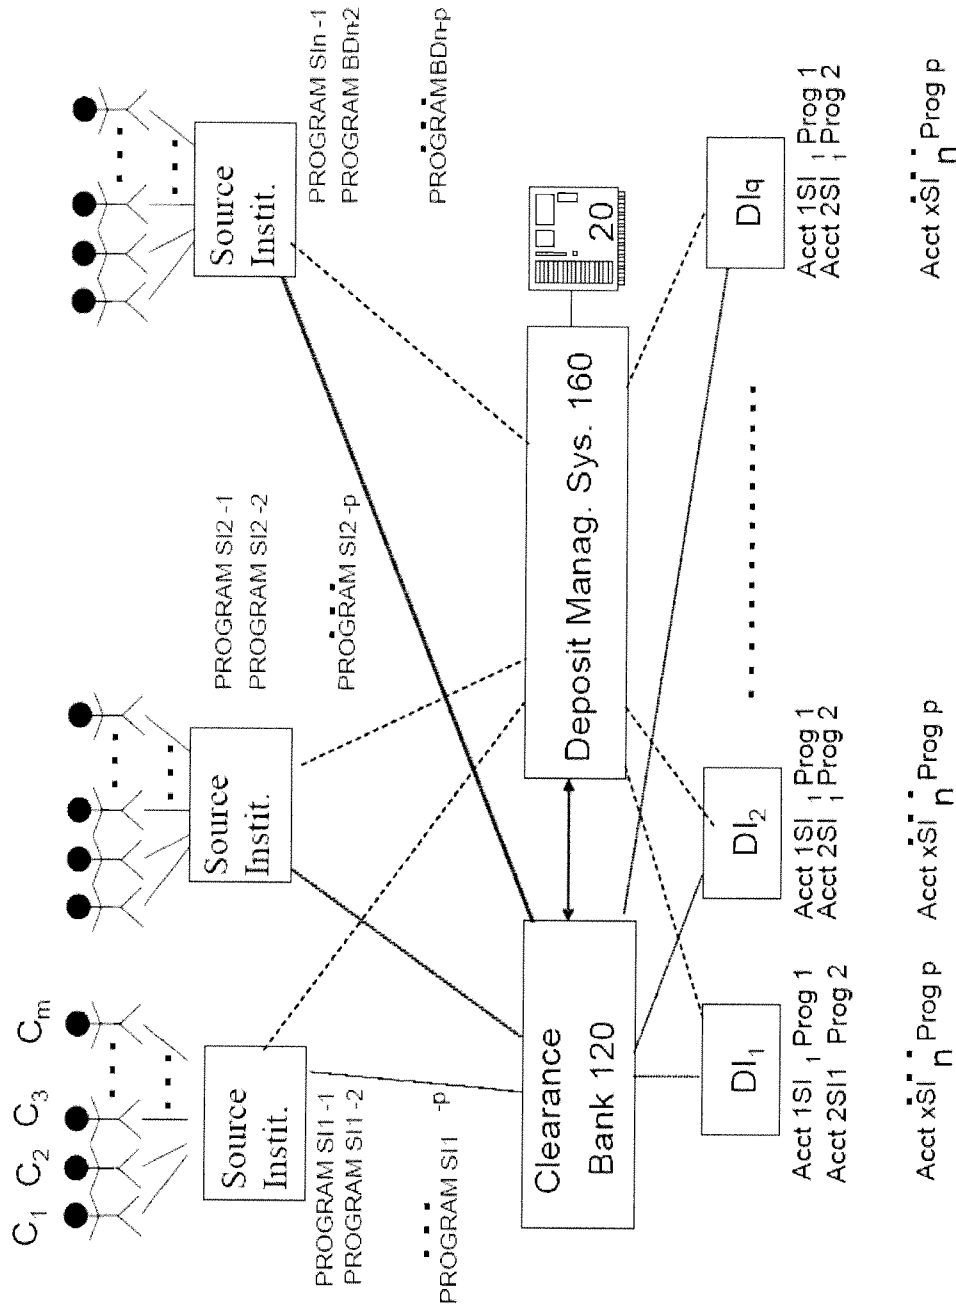 C1 C2 C3 Cm
Source
Instit.
Source
Instit.
Source
Instit.
PROGRAM SI1 -1
PROGRAM SI1 -2
PROGRAM SI1 -p
PROGRAM SI2 -1
PROGRAM SI2 -2
PROGRAM SI2 -p
PROGRAM SIn -1
PROGRAM BDn-2
PROGRAMBDn-p
Clearance
Bank 120
Deposit Manag. Sys. 160
20
DI1
DI2
DIq
Acct 1SI1 Prog 1
Acct 2SI1 Prog 2
Acct xSIn Prog p
Acct 1SI1 Prog 1
Acct 2SI1 Prog 2
Acct xSIn Prog p
Acct 1SI1 Prog 1
Acct 2SI1 Prog 2
Acct xSIn Prog p